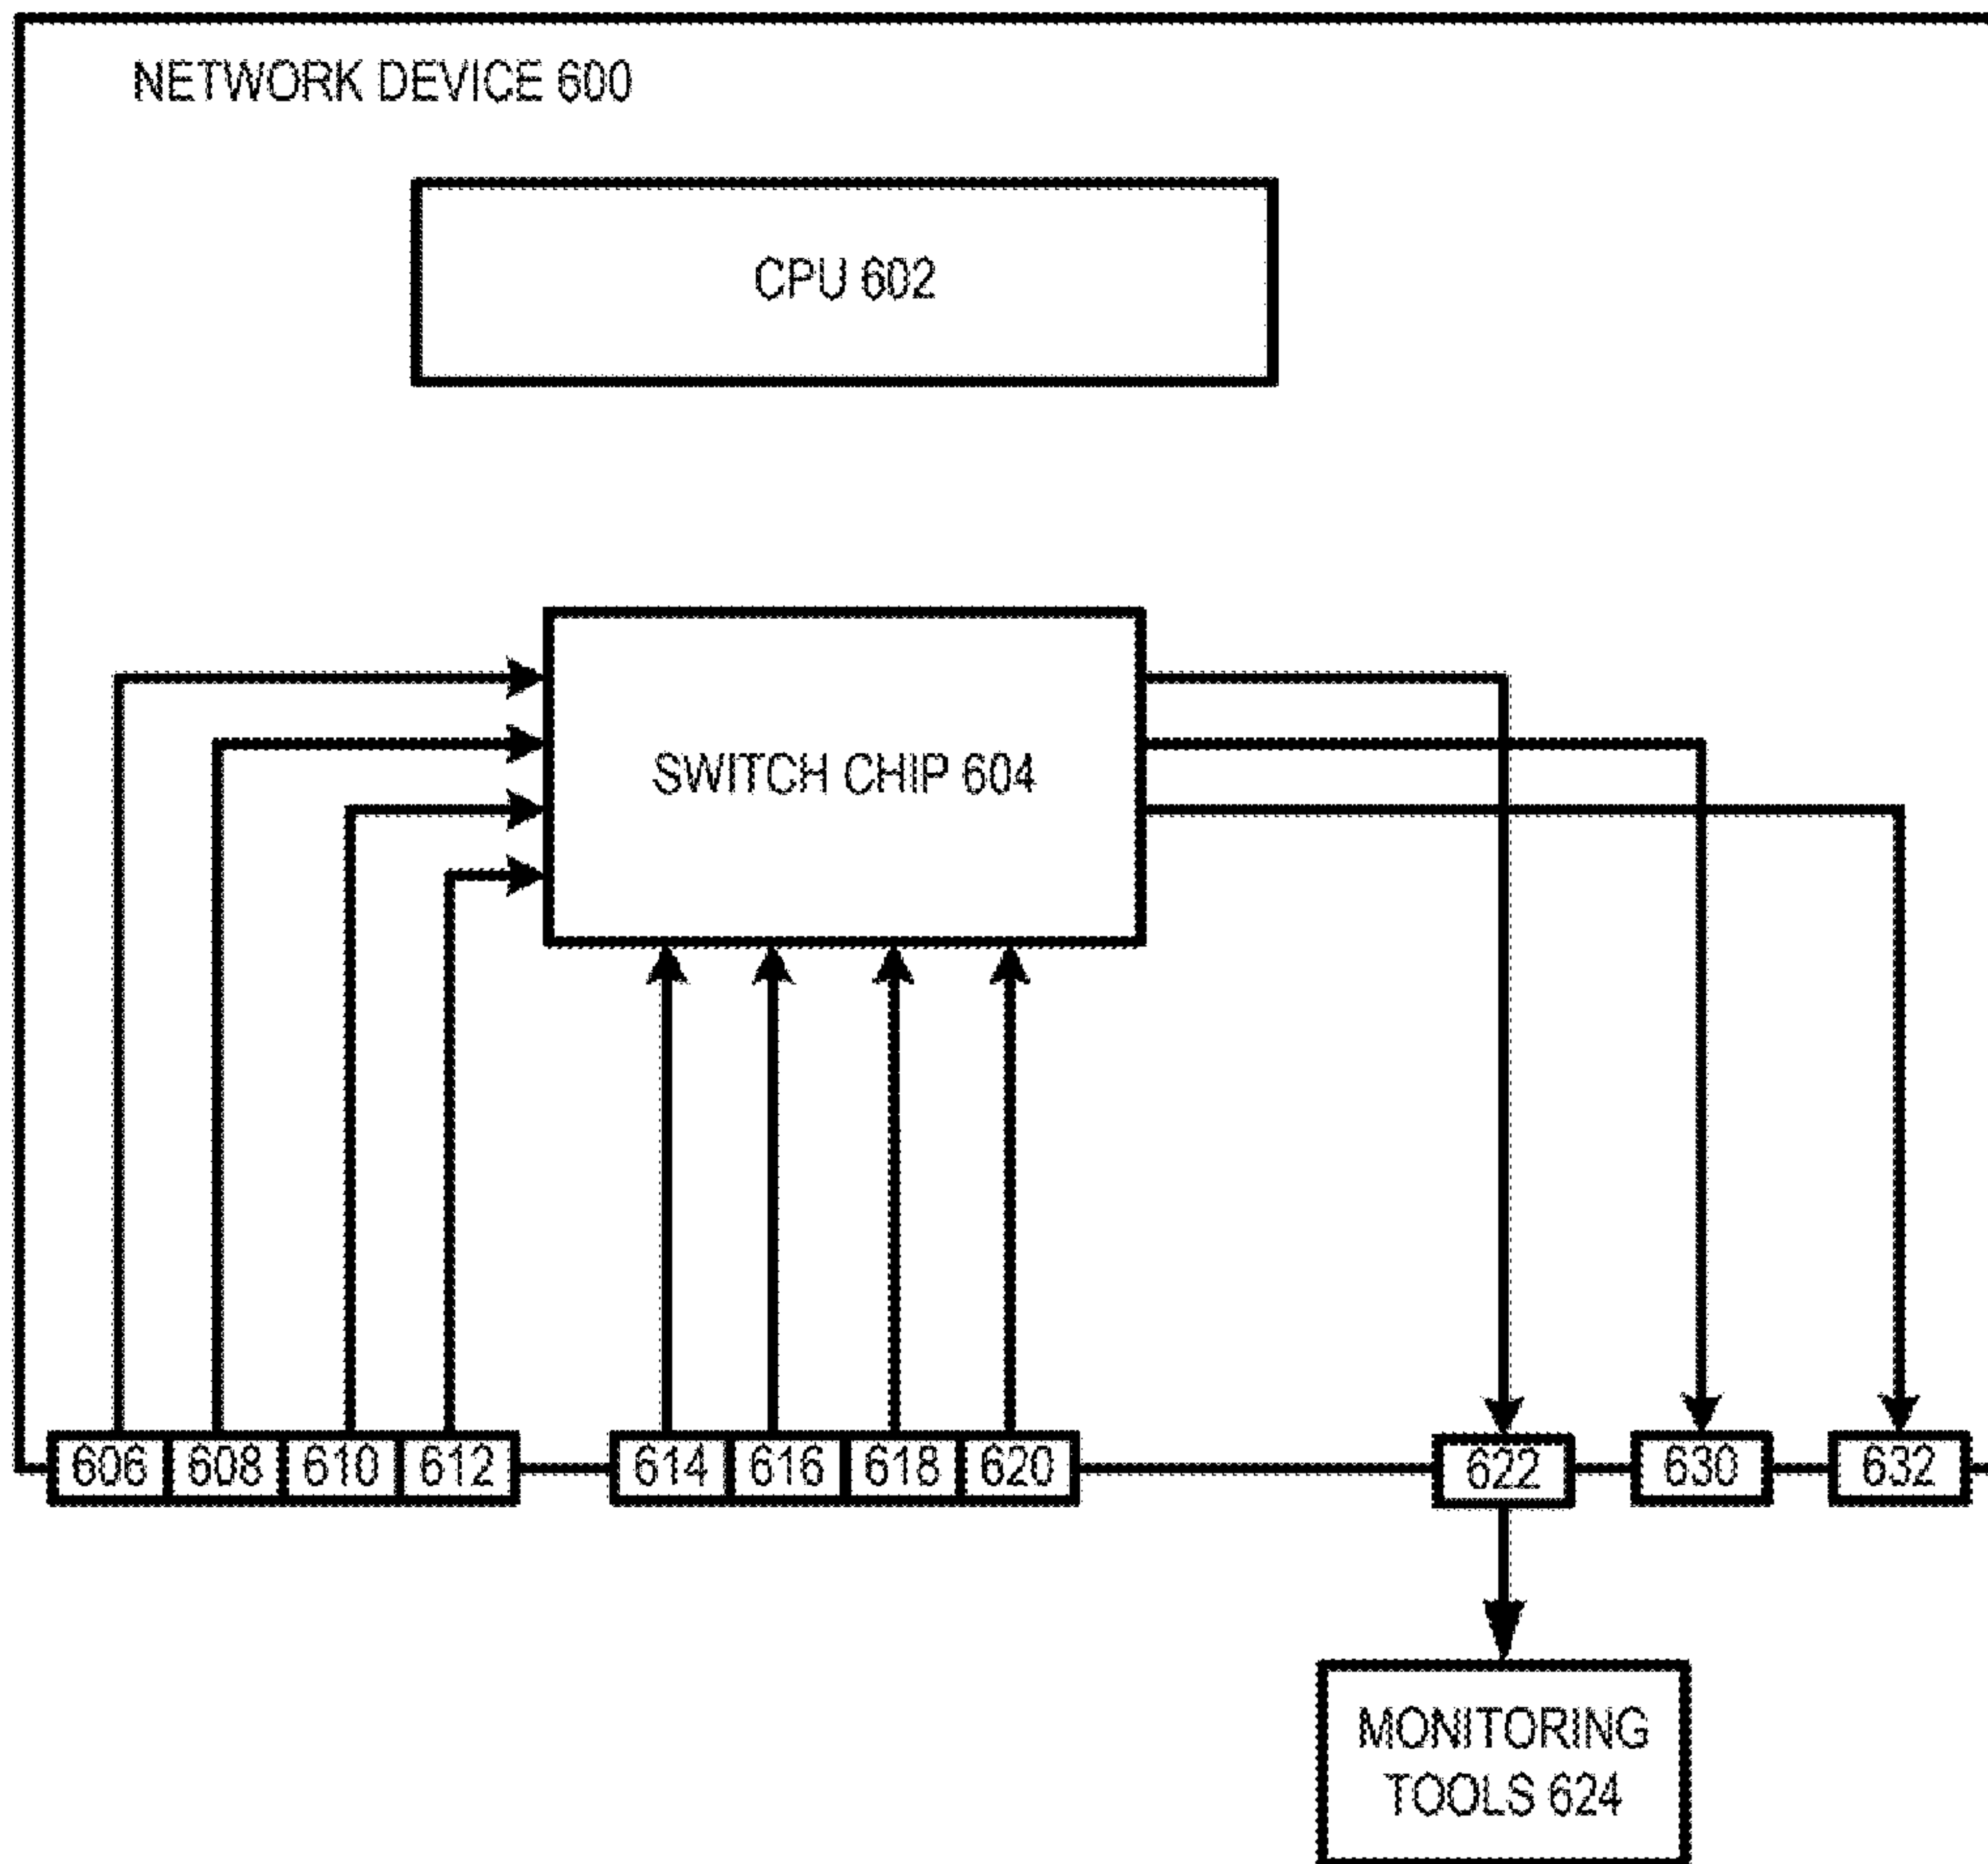 NETWORK DEVICE 600
CPU 602
SWITCH CHIP 604
606 608 610 612 614 616 618 620 622 630 632
MONITORING
TOOLS 624